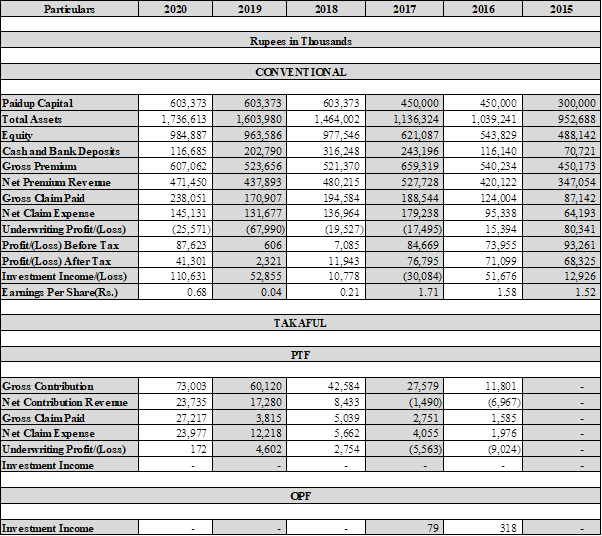 Particulars 2020 2019 2018 2017 2016 2015
Rupees in Thousands
CONVENTIONAL
Paidup Capital 603,373 603,373 603,373 450,000 450,000 300,000
Total Assets 1,736,613 1,603,980 1,464,002 1,136,324 1,039,241 952,688
Equity 984,887 963,586 977,546 621,087 543,829 488,142
Cash and Bank Deposits 116,685 202,790 316,248 243,196 116,140 70,721
Gross Premium 607,062 523,656 521,370 659,319 540,234 450,173
Net Premium Revenue 471,450 437,893 480,215 527,728 420,122 347,054
Gross Claim Paid 238,051 170,907 194,584 188,544 124,004 87,142
Net Claim Expense 145,131 131,677 136,964 179,238 95,338 64,193
Underwriting Profit/(Loss) (25,571) (67,990) (19,527) (17,495) 15,394 80,341
Profit/(Loss) Before Tax 87,623 606 7,085 84,669 73,955 93,261
Profit/(Loss) After Tax 41,301 2,321 11,943 76,795 71,099 68,325
Investment Income/(Loss) 110,631 52,855 10,778 (30,084) 51,676 12,926
Earnings Per Share(Rs.) 0.68 0.04 0.21 1.71 1.58 1.52
TAKAFUL
PTF
Gross Contribution 73,003 60,120 42,584 27,579 11,801 -
Net Contribution Revenue 23,735 17,280 8,433 (1,490) (6,967) -
Gross Claim Paid 27,217 3,815 5,039 2,751 1,585 -
Net Claim Expense 23,977 12,218 5,662 4,055 1,976 -
Underwriting Profit/(Loss) 172 4,602 2,754 (5,563) (9,024) -
Investment Income - - - - - -
OPF
Investment Income - - - 79 318 -